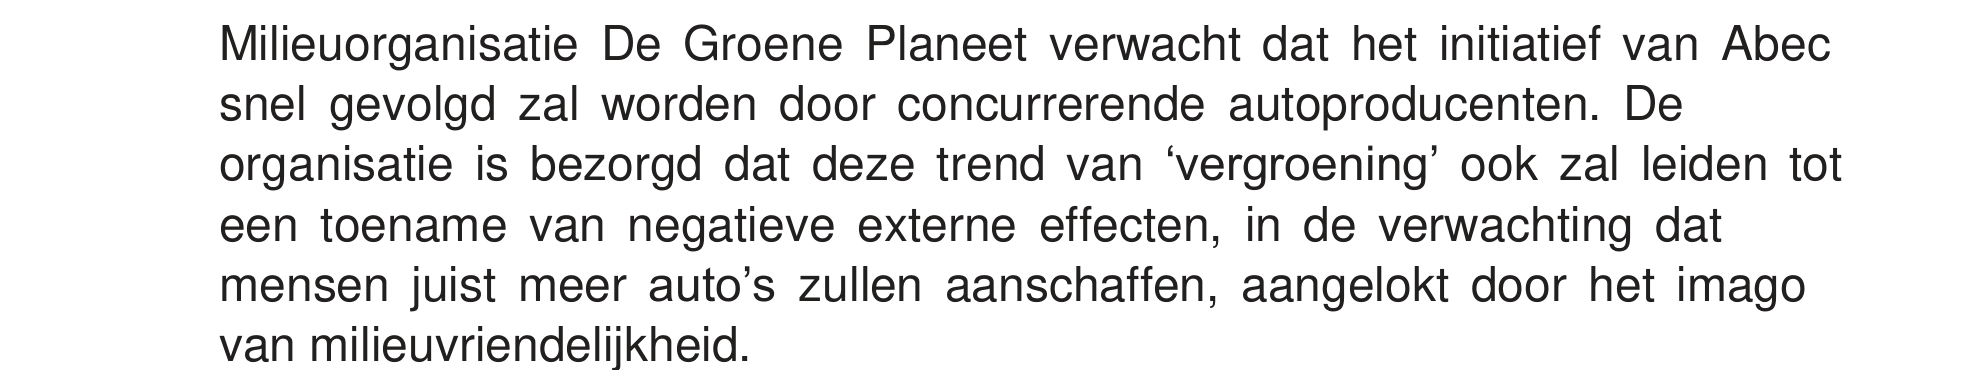 Milieuorganisatie De Groene Planeet verwacht dat het initiatief van Abec
snel gevolgd zal worden door concurrerende autoproducenten. De
organisatie is bezorgd dat deze trend van ‘vergroening’ ook zal leiden tot
een toename van negatieve externe effecten, in de verwachting dat
mensen juist meer auto’s zullen aanschaffen, aangelokt door het imago
van milieuvriendelijkheid.